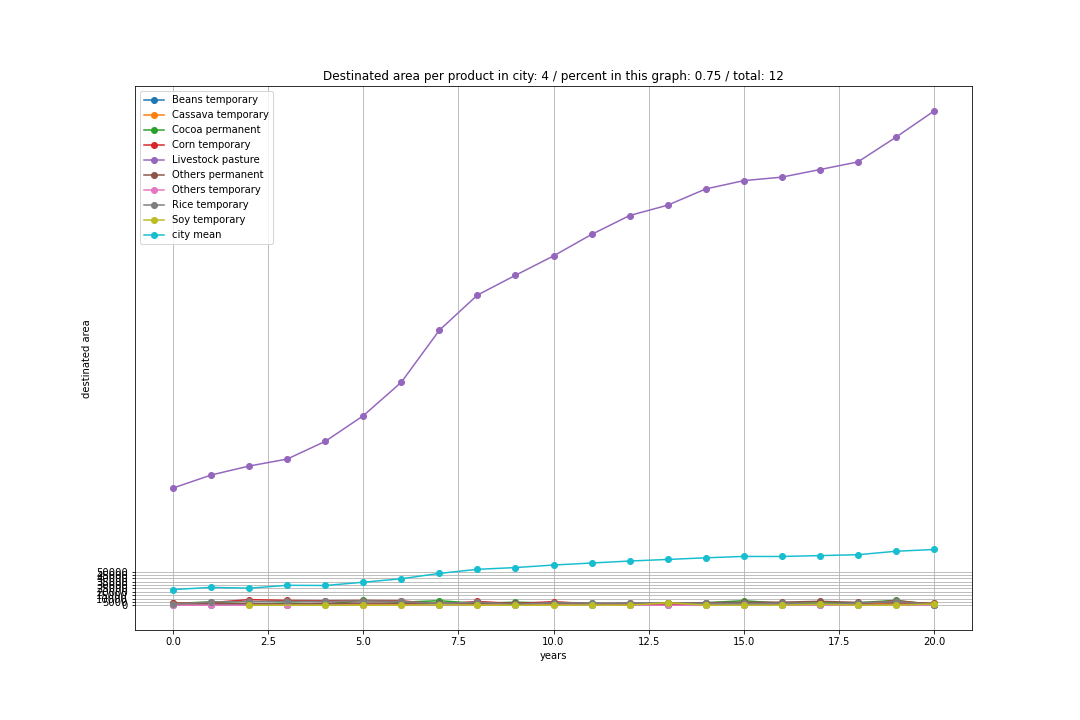 Destinated area per product in city: 4 / percent in this graph: 0.75 / total: 12
Beans temporary
Cassava temporary
Cocoa permanent
Corn temporary
Livestock pasture
Others permanent
Others temporary
Rice temporary
Soy temporary
city mean
destinated area
50000
0
0.0 2.5 5.0 7.5 10.0 12.5 15.0 17.5 20.0
years